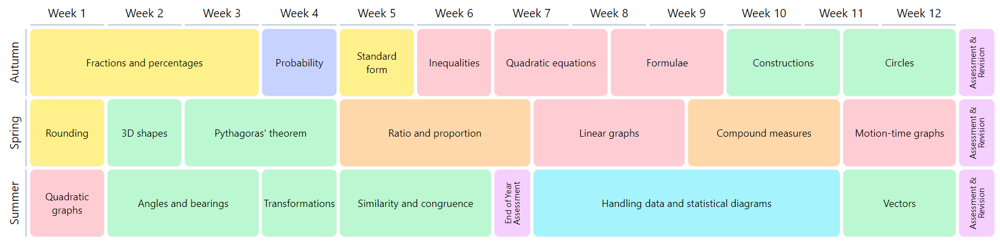 Week 1 Week 2 Week 3 Week 4 Week 5 Week 6 Week 7 Week 8 Week 9 Week 10 Week 11 Week 12
Autumn
Fractions and percentages
Probability
Standard
form
Inequalities
Quadratic equations
Formulae
Constructions
Circles
Assessment &
Revision
Spring
Rounding
3D shapes
Pythagoras' theorem
Ratio and proportion
Linear graphs
Compound measures
Motion-time graphs
Assessment &
Revision
Summer
Quadratic
graphs
Angles and bearings
Transformations
Similarity and congruence
End of Year
Assessment
Handling data and statistical diagrams
Vectors
Assessment &
Revision